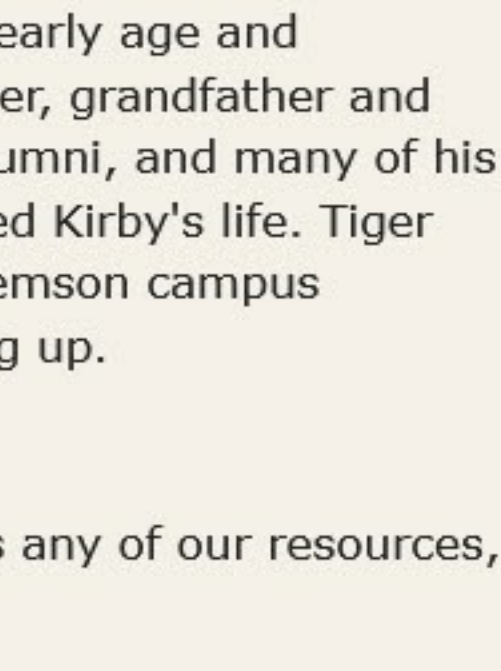 early age and
er, grandfather and
umni, and many of his
ed Kirby's life. Tiger
emson campus
g up.
s any of our resources,